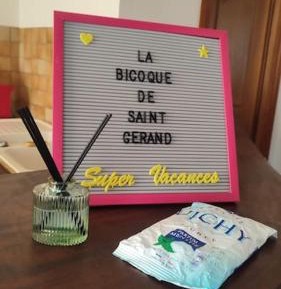 LA
BICOQUE
DE
SAINT
GERAND
Super Vacances
VICHY